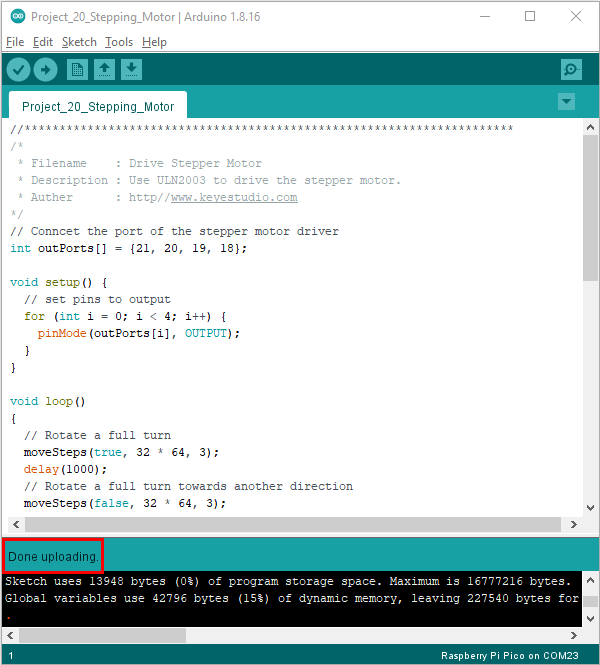 Project_20_Stepping_Motor | Arduino 1.8.16
File Edit Sketch Tools Help
Project_20_Stepping_Motor
//**********************************************************************
/*
 * Filename    : Drive Stepper Motor
 * Description : Use ULN2003 to drive the stepper motor.
 * Auther      : http//www.keyestudio.com
*/
// Conncet the port of the stepper motor driver
int outPorts[] = {21, 20, 19, 18};
void setup() {
  // set pins to output
  for (int i = 0; i < 4; i++) {
    pinMode(outPorts[i], OUTPUT);
  }
}
void loop()
{
  // Rotate a full turn
  moveSteps(true, 32 * 64, 3);
  delay(1000);
  // Rotate a full turn towards another direction
  moveSteps(false, 32 * 64, 3);
Done uploading.
Sketch uses 13948 bytes (0%) of program storage space. Maximum is 16777216 bytes.
Global variables use 42796 bytes (15%) of dynamic memory, leaving 227540 bytes for
.
1 Raspberry Pi Pico on COM23